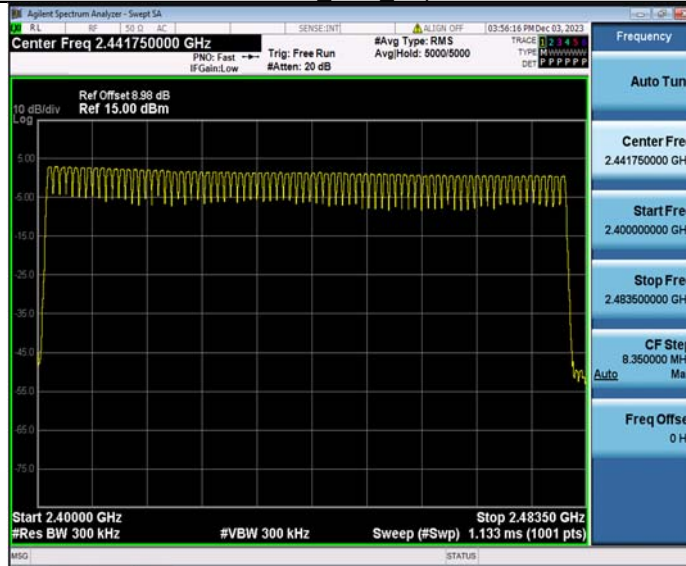 Agilent Spectrum Analyzer - Swept SA
RL RF 50 Ω AC SENSE:INT ALIGN OFF 03:56:16 PM Dec 03, 2023
Center Freq 2.441750000 GHz
PNO: Fast
IFGain:Low
Trig: Free Run
#Atten: 20 dB
#Avg Type: RMS
Avg|Hold: 5000/5000
TRACE 1 2 3 4 5 6
TYPE M
DET P P P P P P
Ref Offset 8.98 dB
10 dB/div Ref 15.00 dBm
Log
5.00
-5.00
-15.0
-25.0
-35.0
-45.0
-55.0
-65.0
-75.0
Start 2.40000 GHz Stop 2.48350 GHz
#Res BW 300 kHz #VBW 300 kHz Sweep (#Swp) 1.133 ms (1001 pts)
MSG STATUS
Frequency
Auto Tun
Center Fre
2.441750000 GH
Start Fre
2.400000000 GH
Stop Fre
2.483500000 GH
CF Ste
8.350000 MH
Auto Ma
Freq Offse
0 H